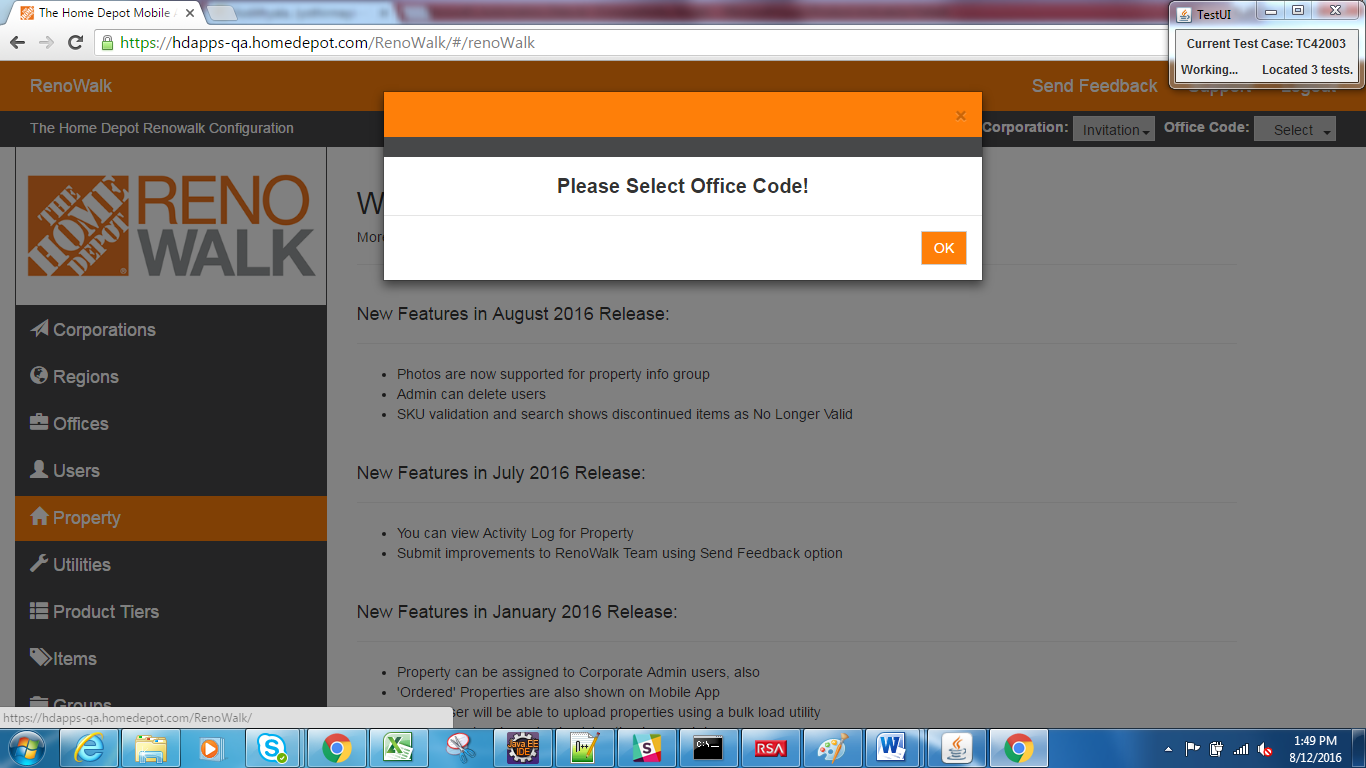 The Home Depot Mobile
TestUI
https://hdapps-qa.homedepot.com/RenoWalk/#/renoWalk
Current Test Case: TC42003
Working... Located 3 tests.
RenoWalk
Send Feedback
Support
Logout
The Home Depot Renowalk Configuration
Corporation: Invitation
Office Code: Select
×
Please Select Office Code!
OK
THE HOME DEPOT
RENO
WALK
More
New Features in August 2016 Release:
Photos are now supported for property info group
Admin can delete users
SKU validation and search shows discontinued items as No Longer Valid
New Features in July 2016 Release:
You can view Activity Log for Property
Submit improvements to RenoWalk Team using Send Feedback option
New Features in January 2016 Release:
Property can be assigned to Corporate Admin users, also
'Ordered' Properties are also shown on Mobile App
user will be able to upload properties using a bulk load utility
Corporations
Regions
Offices
Users
Property
Utilities
Product Tiers
Items
Groups
https://hdapps-qa.homedepot.com/RenoWalk/
Java EE
IDE
C:\
RSA
1:49 PM
8/12/2016